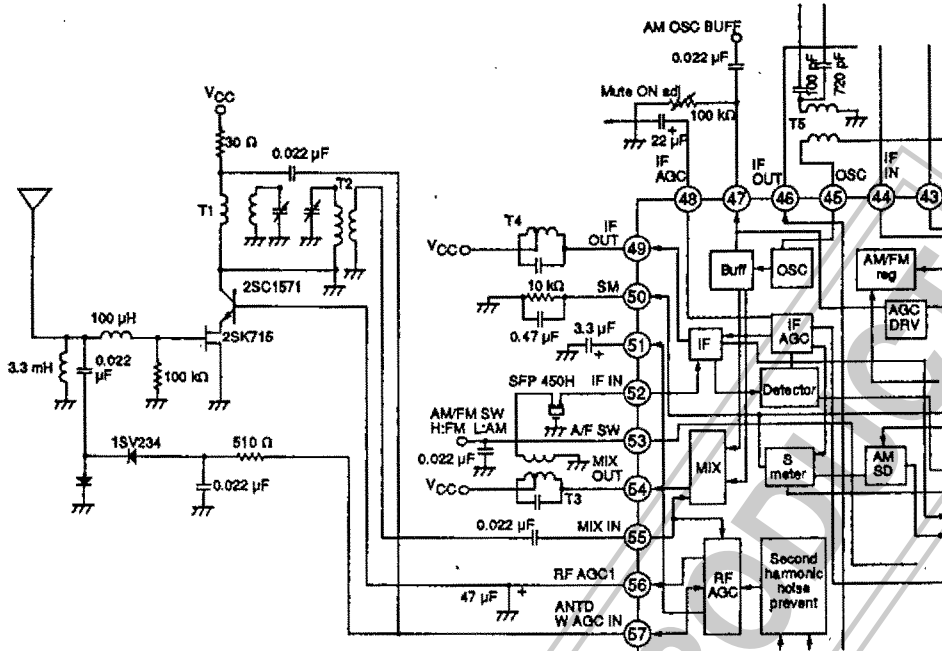 AM OSC BUFF
0.022 µF
Mute ON adj
100 kΩ
22 µF
+
100 pF
720 pF
T5
IF AGC
IF OUT
OSC
IF IN
48
47
46
45
44
43
VCC
30 Ω
0.022 µF
T1
T2
2SC1571
2SK715
100 µH
3.3 mH
0.022 µF
100 kΩ
1SV234
510 Ω
0.022 µF
T4
VCC
IF OUT
49
10 kΩ
SM
50
0.47 µF
3.3 µF
+
51
SFP 450H
IF IN
52
AM/FM SW
H:FM L:AM
A/F SW
53
0.022 µF
MIX OUT
VCC
T3
54
0.022 µF
MIX IN
55
RF AGC1
56
47 µF
+
ANTD
W AGC IN
57
Buff
OSC
AM/FM
reg
AGC
DRV
IF
IF
AGC
Detector
MIX
S
meter
AM
SD
RF
AGC
Second
harmonic
noise
prevent